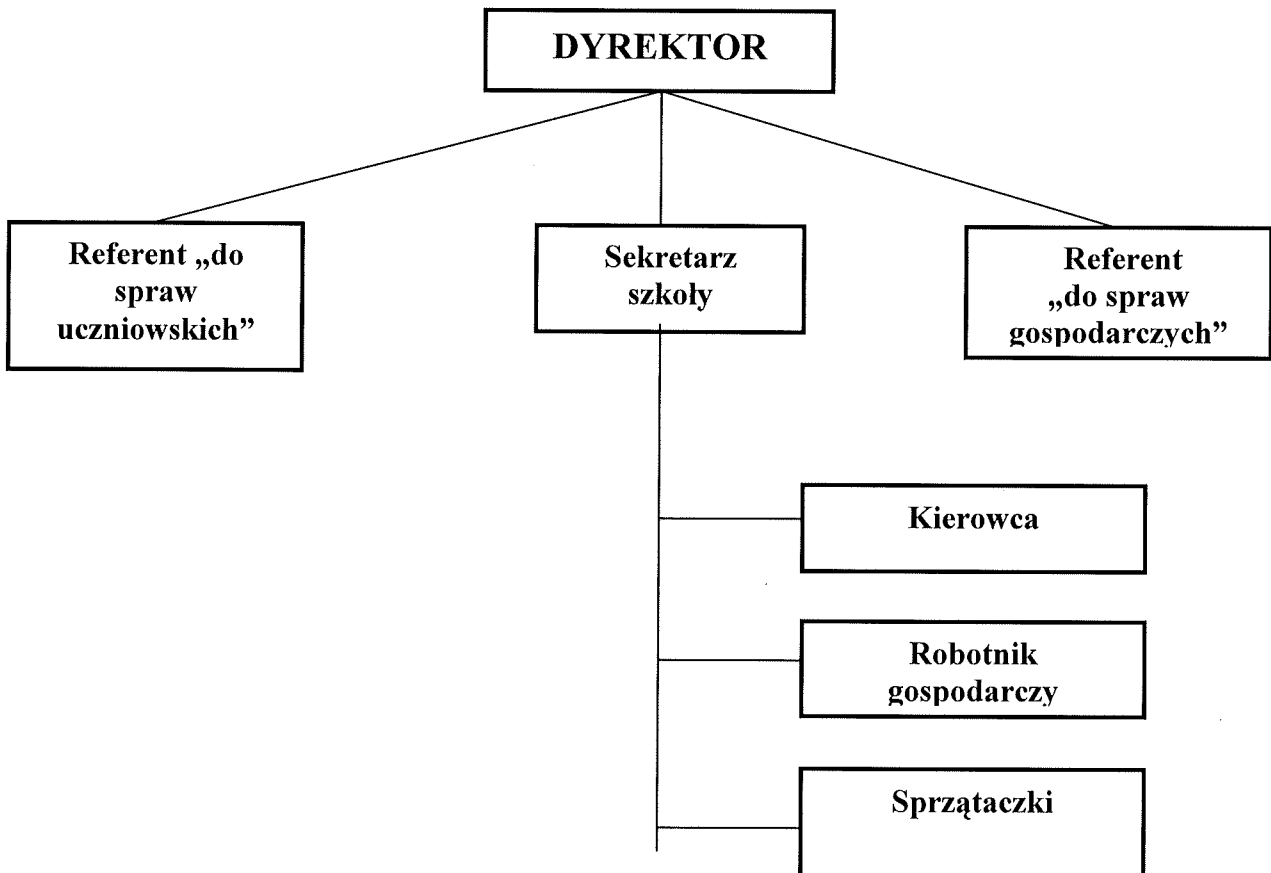 DYREKTOR
Referent „do
spraw
uczniowskich”
Sekretarz
szkoły
Referent
„do spraw
gospodarczych”
Kierowca
Robotnik
gospodarczy
Sprzątaczki